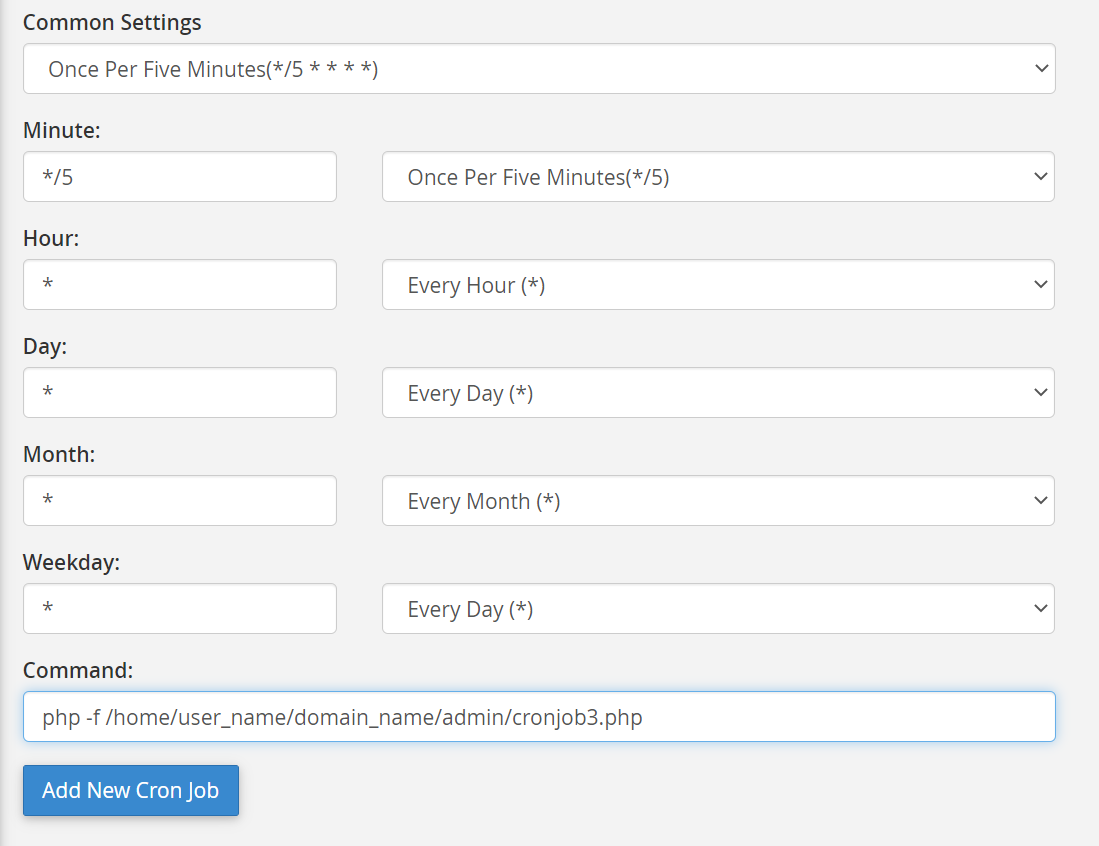 Common Settings
Once Per Five Minutes(*/5 * * * *)
Minute:
*/5
Once Per Five Minutes(*/5)
Hour:
*
Every Hour (*)
Day:
*
Every Day (*)
Month:
*
Every Month (*)
Weekday:
*
Every Day (*)
Command:
php -f /home/user_name/domain_name/admin/cronjob3.php
Add New Cron Job